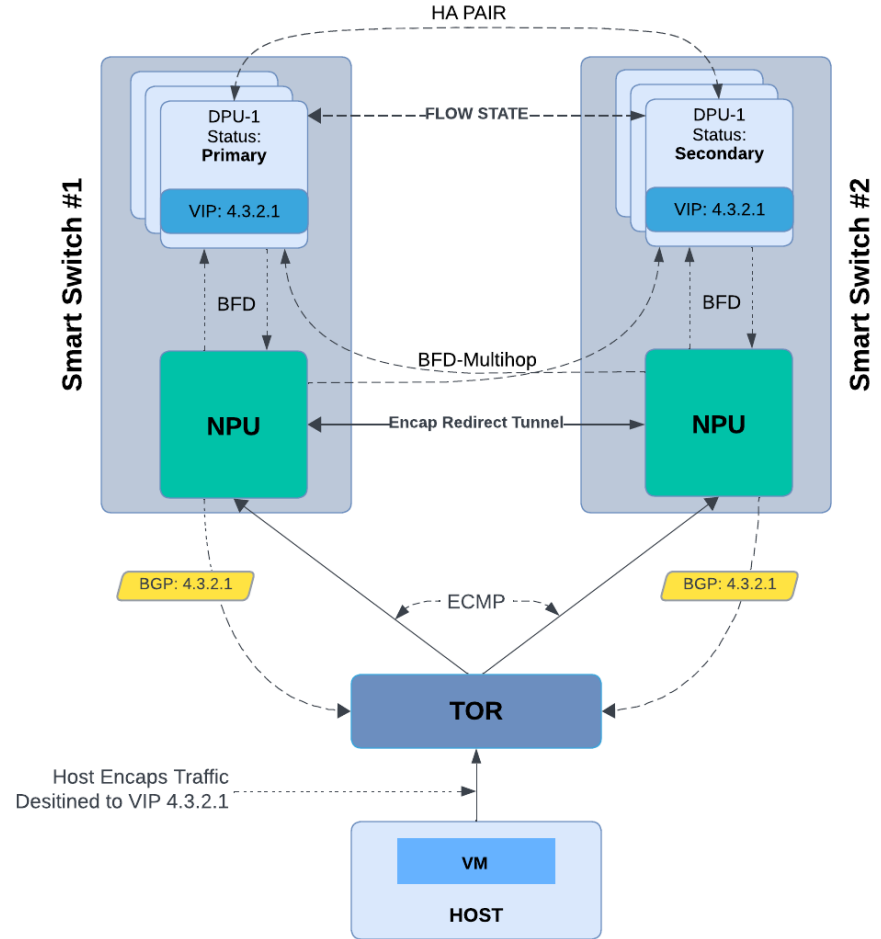 HA PAIR
DPU-1
Status:
Primary
VIP: 4.3.2.1
FLOW STATE
DPU-1
Status:
Secondary
VIP: 4.3.2.1
Smart Switch #1
Smart Switch #2
BFD
BFD
BFD-Multihop
NPU
Encap Redirect Tunnel
NPU
BGP: 4.3.2.1
BGP: 4.3.2.1
ECMP
TOR
Host Encaps Traffic
Desitined to VIP 4.3.2.1
VM
HOST